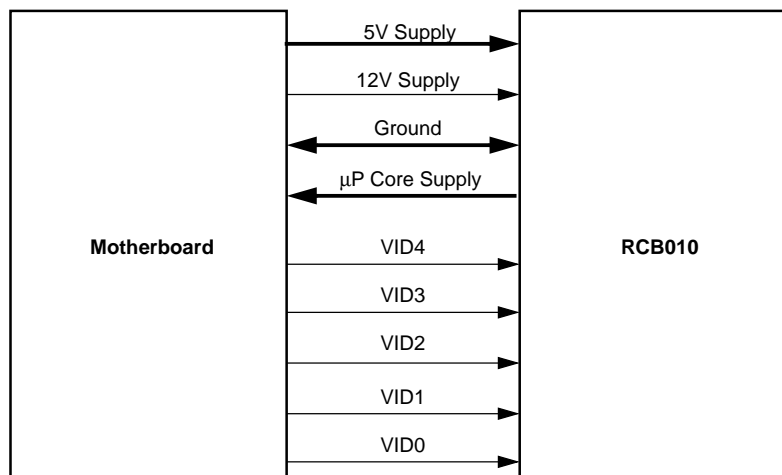 5V Supply
12V Supply
Ground
μP Core Supply
Motherboard
VID4
RCB010
VID3
VID2
VID1
VID0